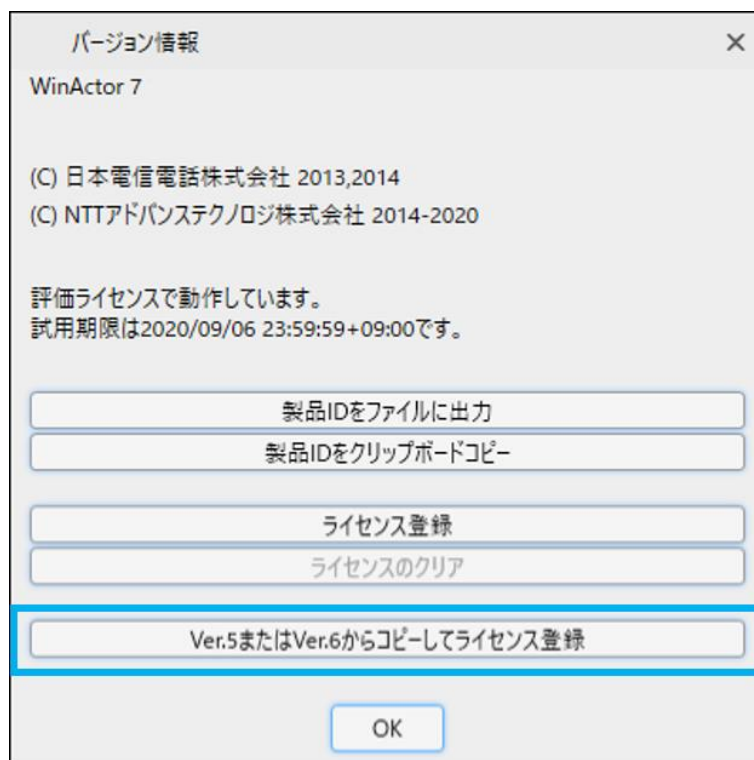 バージョン情報
WinActor 7
(C) 日本電信電話株式会社 2013,2014
(C) NTTアドバンステクノロジ株式会社 2014-2020
評価ライセンスで動作しています。
試用期限は2020/09/06 23:59:59+09:00です。
製品IDをファイルに出力
製品IDをクリップボードコピー
ライセンス登録
ライセンスのクリア
Ver.5またはVer.6からコピーしてライセンス登録
OK